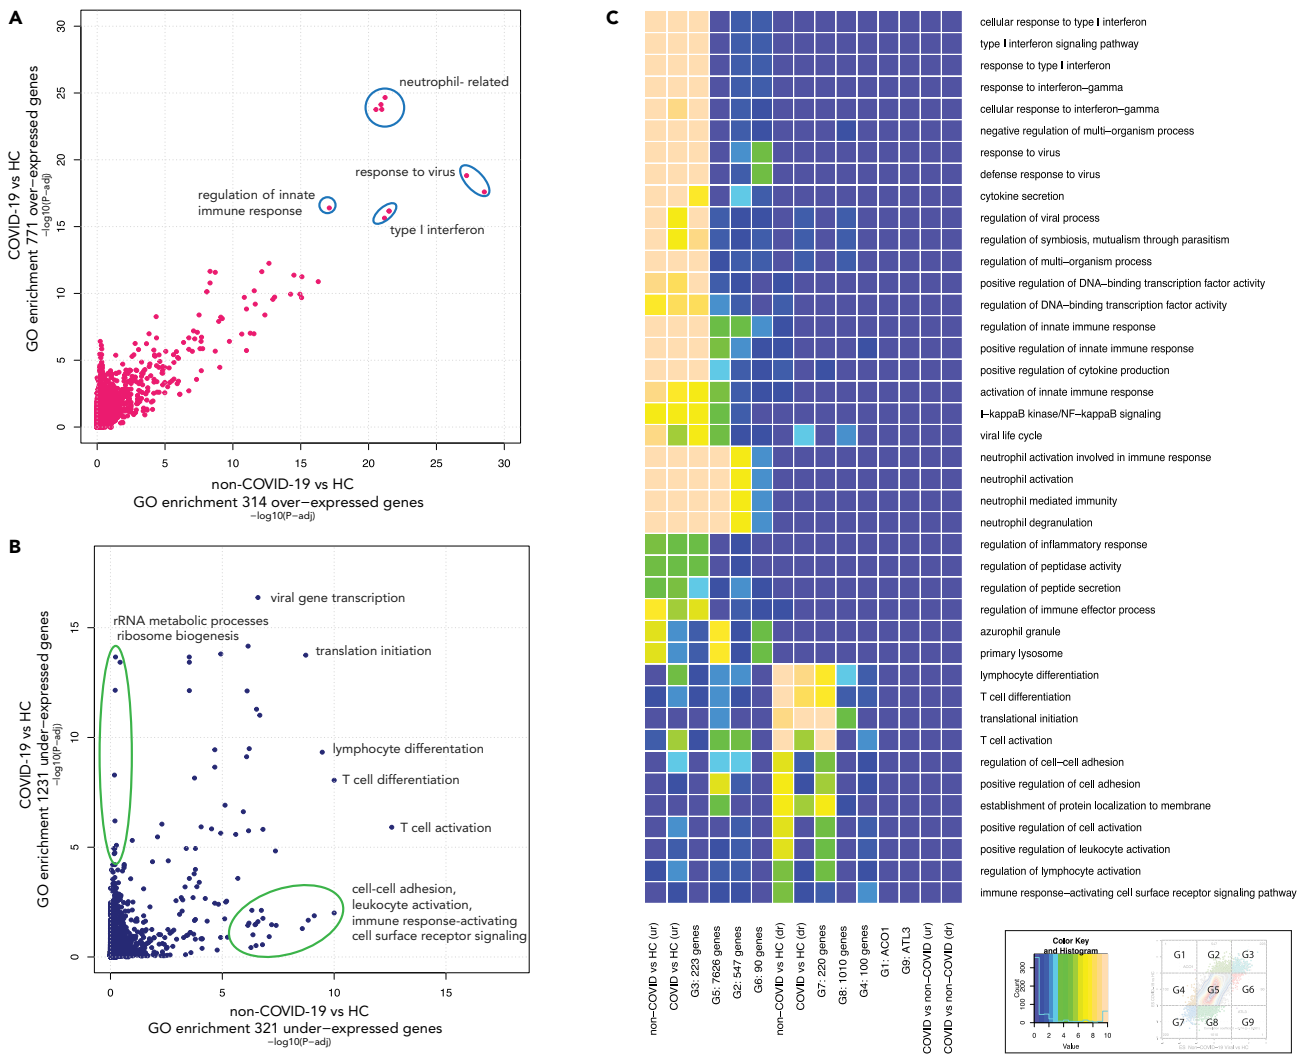 A
COVID-19 vs HC
GO enrichment 771 over-expressed genes
−log10(P−adj)
30
25
20
15
10
5
0
neutrophil- related
response to virus
regulation of innate
immune response
type I interferon
0 5 10 15 20 25 30
non-COVID-19 vs HC
GO enrichment 314 over-expressed genes
−log10(P−adj)
B
COVID-19 vs HC
GO enrichment 1231 under−expressed genes
−log10(P−adj)
15
10
5
0
viral gene transcription
rRNA metabolic processes
ribosome biogenesis
translation initiation
lymphocyte differentiation
T cell differentiation
T cell activation
cell-cell adhesion,
leukocyte activation,
immune response-activating
cell surface receptor signaling
0 5 10 15
non-COVID-19 vs HC
GO enrichment 321 under−expressed genes
−log10(P−adj)
C
cellular response to type I interferon
type I interferon signaling pathway
response to type I interferon
response to interferon−gamma
cellular response to interferon−gamma
negative regulation of multi−organism process
response to virus
defense response to virus
cytokine secretion
regulation of viral process
regulation of symbiosis, mutualism through parasitism
regulation of multi−organism process
positive regulation of DNA−binding transcription factor activity
regulation of DNA−binding transcription factor activity
regulation of innate immune response
positive regulation of innate immune response
positive regulation of cytokine production
activation of innate immune response
I−kappaB kinase/NF−kappaB signaling
viral life cycle
neutrophil activation involved in immune response
neutrophil activation
neutrophil mediated immunity
neutrophil degranulation
regulation of inflammatory response
regulation of peptidase activity
regulation of peptide secretion
regulation of immune effector process
azurophil granule
primary lysosome
lymphocyte differentiation
T cell differentiation
translational initiation
T cell activation
regulation of cell−cell adhesion
positive regulation of cell adhesion
establishment of protein localization to membrane
positive regulation of cell activation
positive regulation of leukocyte activation
regulation of lymphocyte activation
immune response−activating cell surface receptor signaling pathway
non−COVID vs HC (ur)
COVID vs HC (ur)
G3: 223 genes
G5: 7626 genes
G2: 547 genes
G6: 90 genes
non−COVID vs HC (dr)
COVID vs HC (dr)
G7: 220 genes
G8: 1010 genes
G4: 100 genes
G1: ACO1
G9: ATL3
COVID vs non−COVID (ur)
COVID vs non−COVID (dr)
Color Key
and Histogram
Count
0 100 200 300
0 2 4 6 8 10
Value
G1 G2 G3
G4 G5 G6
G7 G8 G9